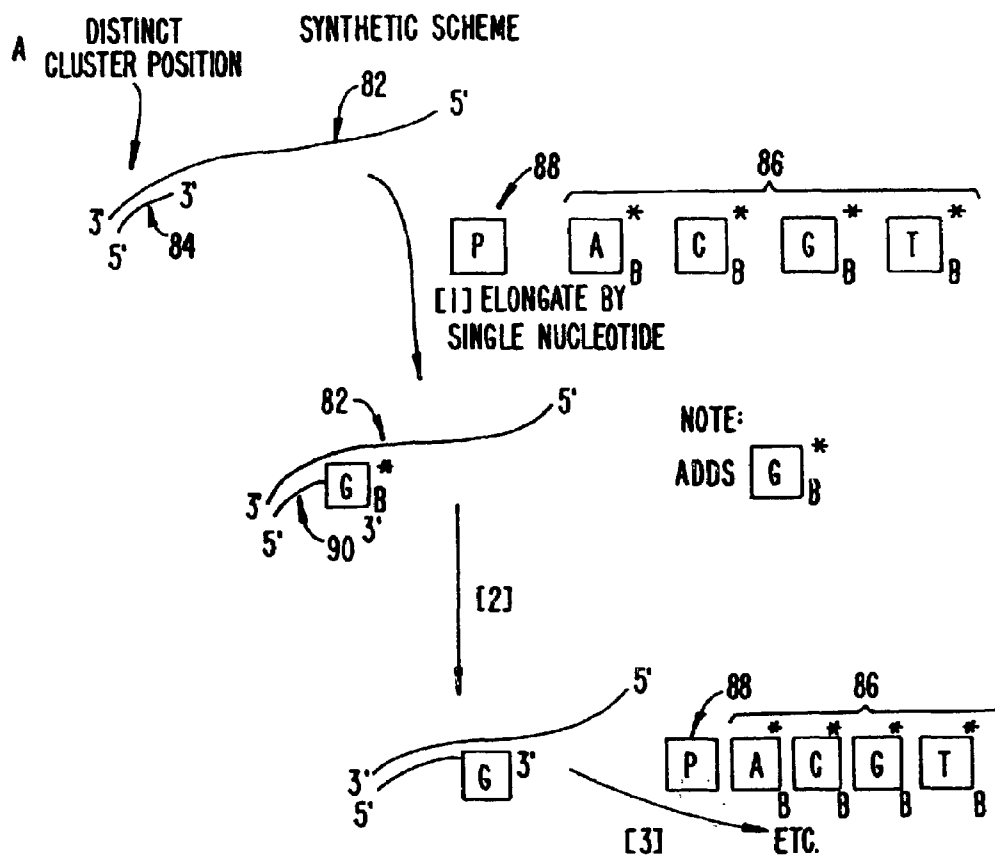 A
DISTINCT
CLUSTER POSITION
SYNTHETIC SCHEME
82
5'
3'
3'
5'
84
88
86
P A* B C* B G* B T* B
[1] ELONGATE BY
SINGLE NUCLEOTIDE
82
5'
G* B
3'
3'
5'
90
NOTE:
ADDS G* B
[2]
5'
88
86
3'
5'
G 3'
P A* B C* B G* B T* B
[3]
ETC.